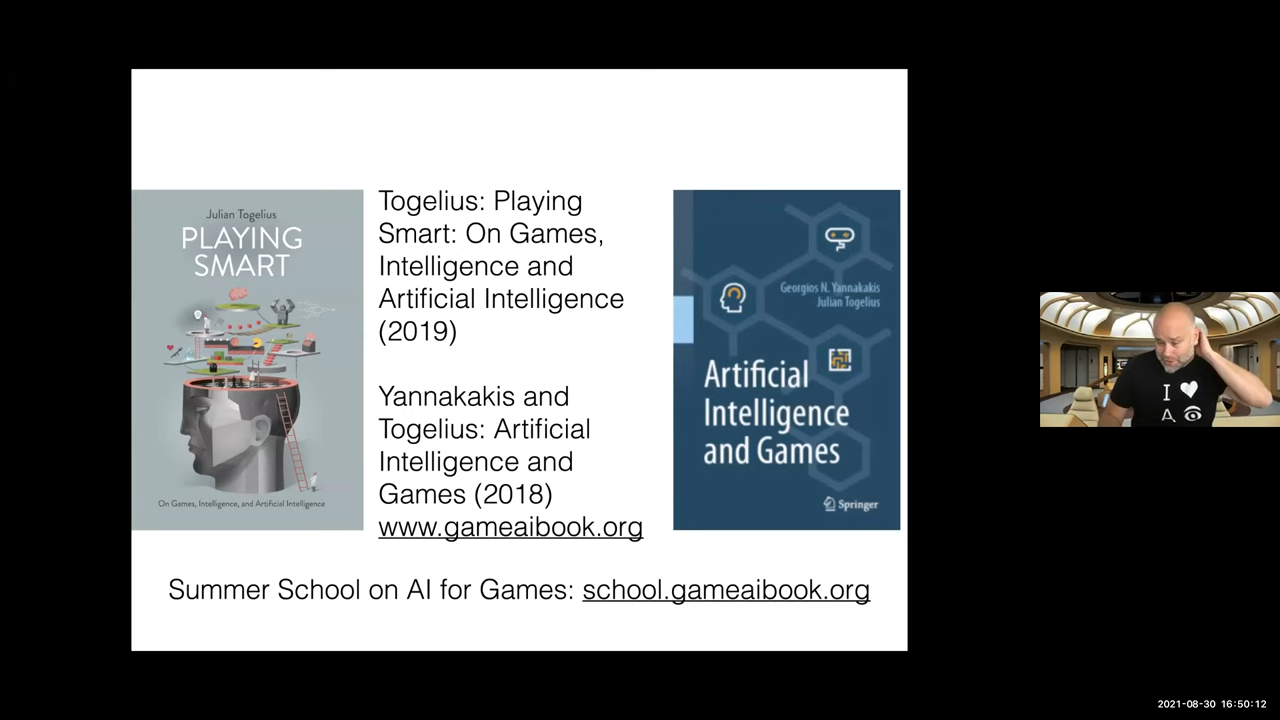 Julian Togelius
PLAYING
SMART
On Games, Intelligence, and Artificial Intelligence
Togelius: Playing
Smart: On Games,
Intelligence and
Artificial Intelligence
(2019)
Yannakakis and
Togelius: Artificial
Intelligence and
Games (2018)
www.gameaibook.org
Georgios N. Yannakakis
Julian Togelius
Artificial
Intelligence
and Games
Springer
Summer School on AI for Games: school.gameaibook.org
I
A
2021-08-30 16:50:12